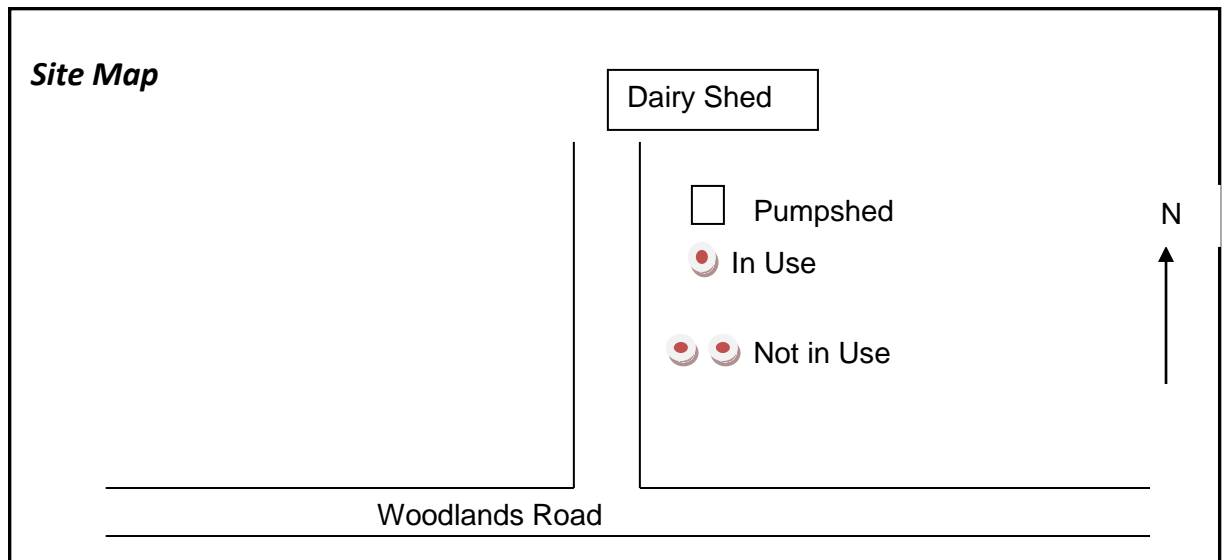 Site Map
Dairy Shed
Pumpshed
N
In Use
Not in Use
Woodlands Road